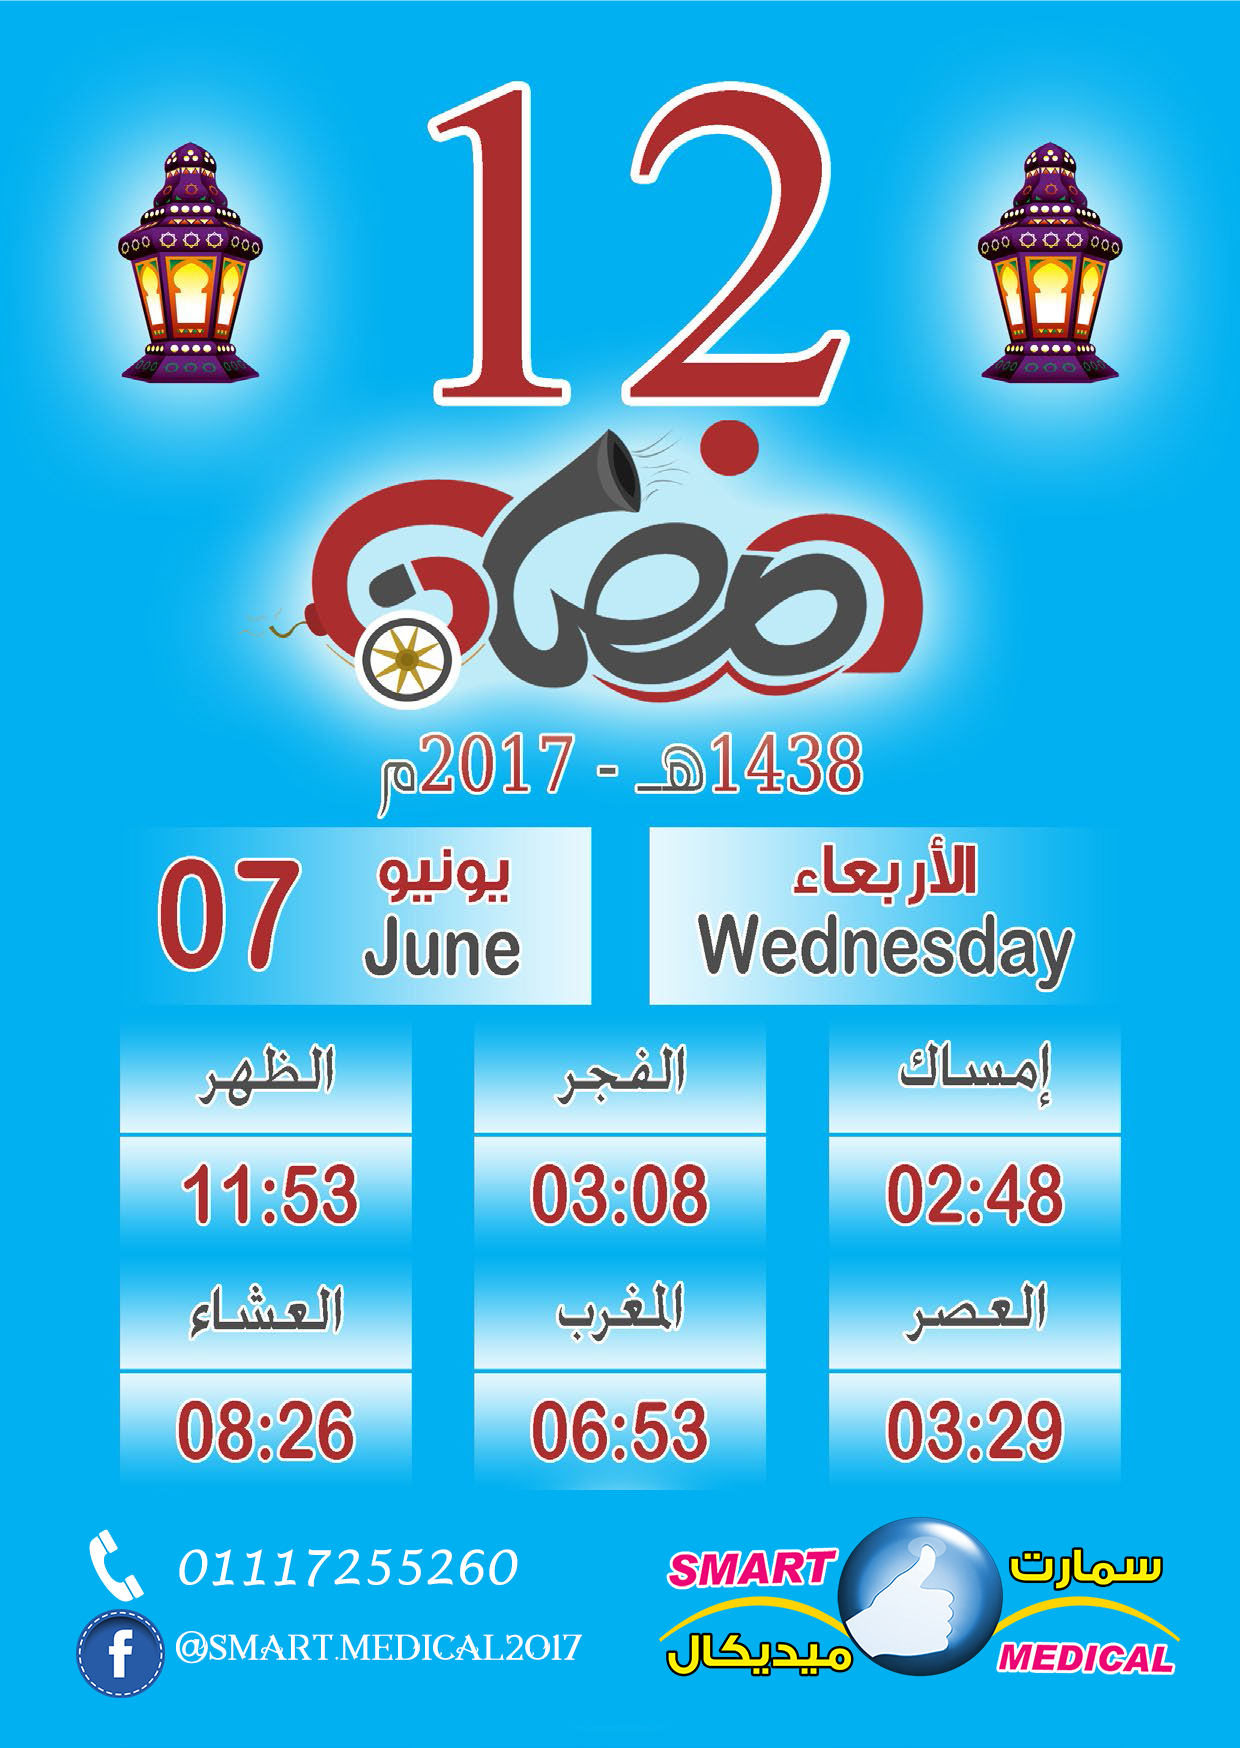 12
رمضان
1438هـ - 2017م
الأربعاء
Wednesday
يونيو
June
07
إمساك
الفجر
الظهر
02:48
03:08
11:53
العصر
المغرب
العشاء
03:29
06:53
08:26
01117255260
@SMART.MEDICAL2017
SMART
سمارت
ميديكال
MEDICAL